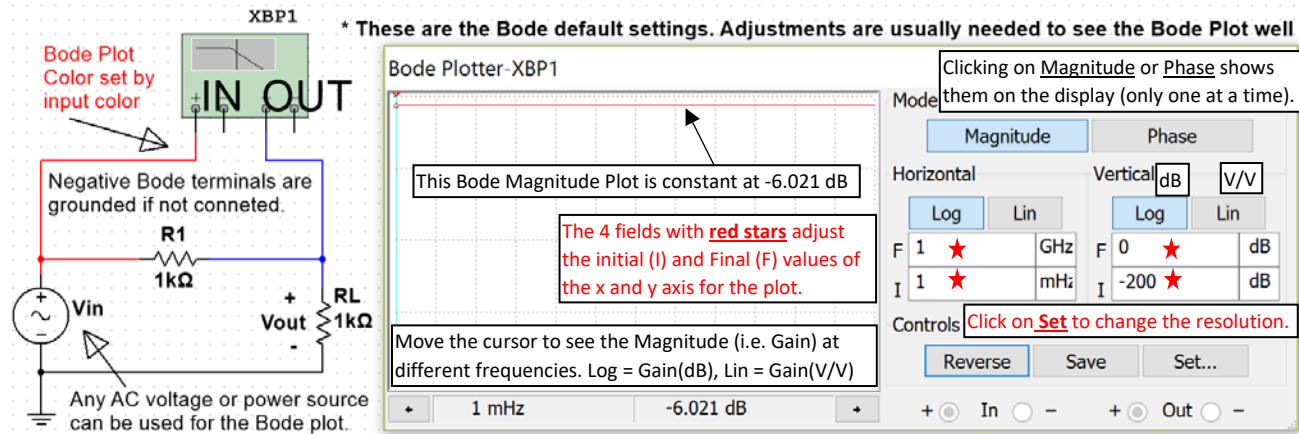 XBP1
* These are the Bode default settings. Adjustments are usually needed to see the Bode Plot well
Bode Plot
Color set by
input color
+ IN - + OUT -
Negative Bode terminals are
grounded if not conneted.
R1
1kΩ
+
~
-
Vin
+
Vout
-
RL
1kΩ
Any AC voltage or power source
can be used for the Bode plot.
Bode Plotter-XBP1
Clicking on Magnitude or Phase shows
them on the display (only one at a time).
Mode
Magnitude Phase
This Bode Magnitude Plot is constant at -6.021 dB
The 4 fields with red stars adjust
the initial (I) and Final (F) values of
the x and y axis for the plot.
Move the cursor to see the Magnitude (i.e. Gain) at
different frequencies. Log = Gain(dB), Lin = Gain(V/V)
1 mHz -6.021 dB
Horizontal Vertical dB V/V
Log Lin Log Lin
F 1 ★ GHz F 0 ★ dB
I 1 ★ mHz I -200 ★ dB
Controls Click on Set to change the resolution.
Reverse Save Set...
+ In - + Out -